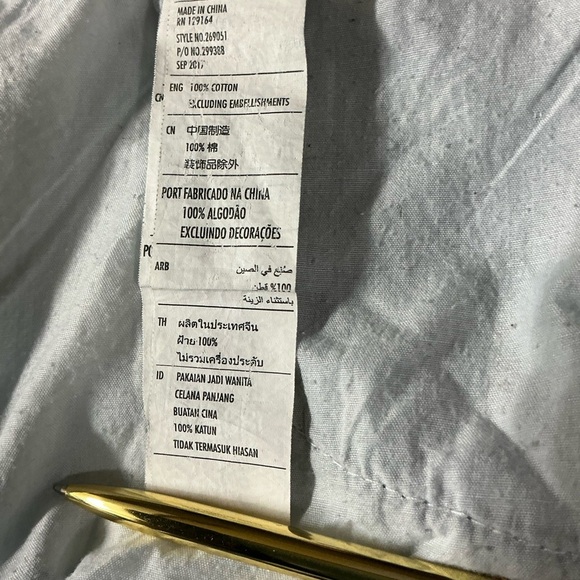 MADE IN CHINA
RN 129164
STYLE NO.269051
P/O NO.299388
SEP 2017
ENG 100% COTTON
EXCLUDING EMBELLISHMENTS
CN 中国制造
100% 棉
装饰品除外
PORT FABRICADO NA CHINA
100% ALGODÃO
EXCLUINDO DECORAÇÕES
ARB صنع في الصين
100% قطن
باستثناء الزينة
TH ผลิตในประเทศจีน
ฝ้าย 100%
ไม่รวมเครื่องประดับ
ID PAKAIAN JADI WANITA
CELANA PANJANG
BUATAN CINA
100% KATUN
TIDAK TERMASUK HIASAN